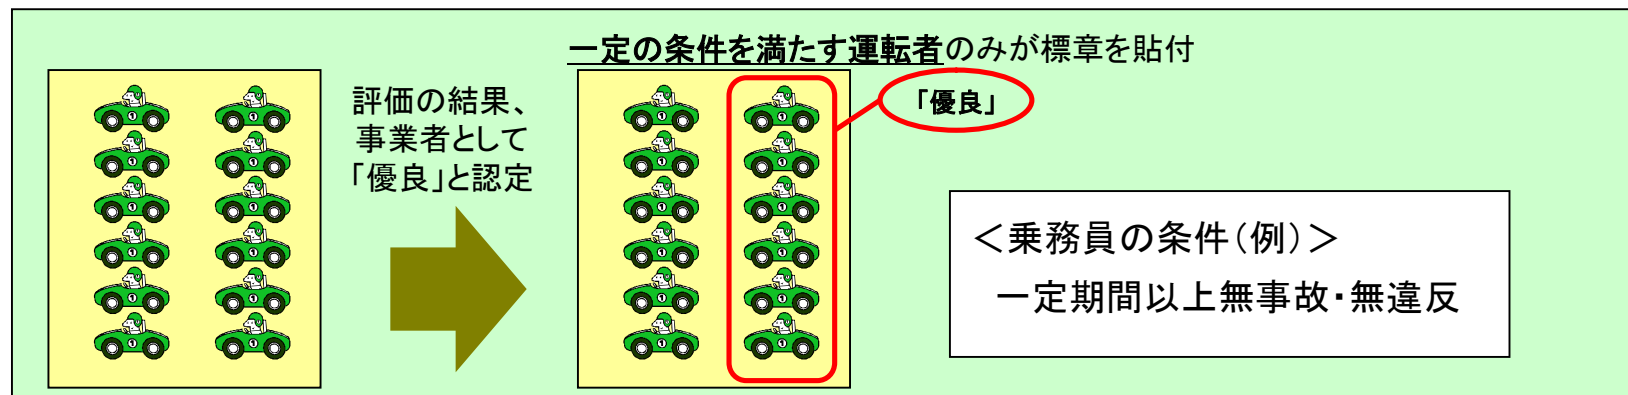 一定の条件を満たす運転者のみが標章を貼付
評価の結果、
事業者として
「優良」と認定
「優良」
＜乗務員の条件（例）＞
一定期間以上無事故・無違反